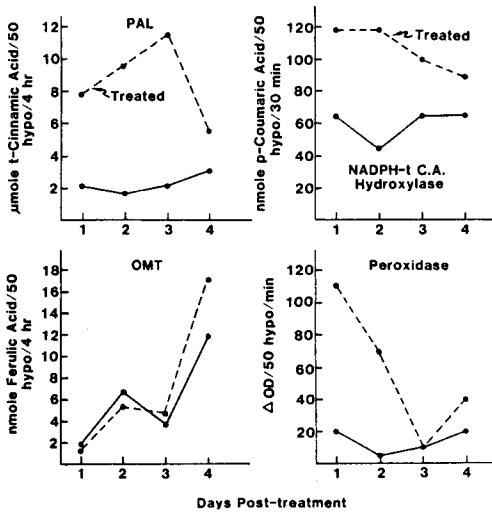 PAL
µmole t-Cinnamic Acid/50
hypo/4 hr
12
10
8
6
4
2
Treated
1 2 3 4
nmole p-Coumaric Acid/50
hypo/30 min
120
100
80
60
40
20
Treated
NADPH-t C.A.
Hydroxylase
1 2 3 4
OMT
nmole Ferulic Acid/50
hypo/4 hr
18
16
14
12
10
8
6
4
2
1 2 3 4
Peroxidase
ΔOD/50 hypo/min
120
100
80
60
40
20
1 2 3 4
Days Post-treatment